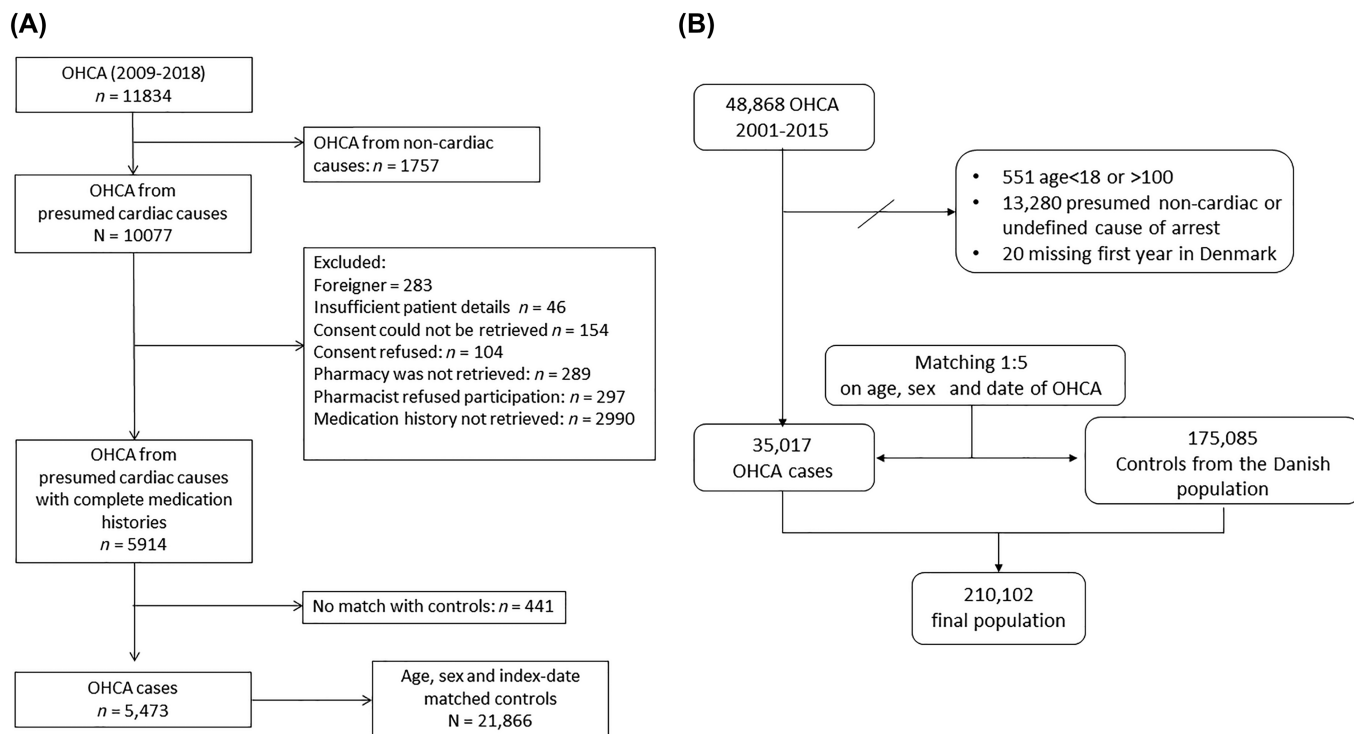 (A)
OHCA (2009-2018)
n = 11834
OHCA from non-cardiac
causes: n = 1757
OHCA from
presumed cardiac causes
N = 10077
Excluded:
Foreigner = 283
Insufficient patient details n = 46
Consent could not be retrieved n = 154
Consent refused: n = 104
Pharmacy was not retrieved: n = 289
Pharmacist refused participation: n = 297
Medication history not retrieved: n = 2990
OHCA from
presumed cardiac causes
with complete medication
histories
n = 5914
No match with controls: n = 441
OHCA cases
n = 5,473
Age, sex and index-date
matched controls
N = 21,866
(B)
48,868 OHCA
2001-2015
• 551 age<18 or >100
• 13,280 presumed non-cardiac or
undefined cause of arrest
• 20 missing first year in Denmark
Matching 1:5
on age, sex and date of OHCA
35,017
OHCA cases
175,085
Controls from the Danish
population
210,102
final population